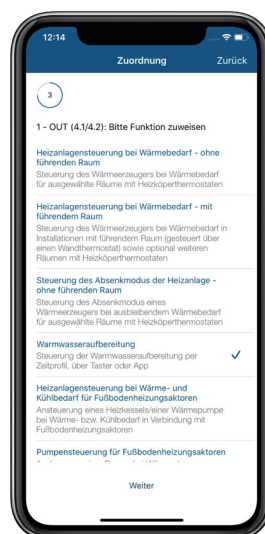 12:14
Zuordnung
Zurück
3
1 - OUT (4.1/4.2): Bitte Funktion zuweisen
Heizanlagensteuerung bei Wärmebedarf - ohne
führenden Raum
Steuerung des Wärmeerzeugers bei Wärmebedarf
für ausgewählte Räume mit Heizköperthermostaten
Heizanlagensteuerung bei Wärmebedarf - mit
führendem Raum
Steuerung des Wärmeerzeugers bei Wärmebedarf in
Installationen mit führendem Raum (gesteuert über
einen Wandthermostat) sowie optional weiteren
Räumen mit Heizköperthermostaten
Steuerung des Absenkmodus der Heizanlage -
ohne führenden Raum
Steuerung des Absenkmodus eines
Wärmeerzeugers bei ausbleibendem Wärmebedarf
für ausgewählte Räume mit Heizköperthermostaten
Warmwasseraufbereitung
Steuerung der Warmwasseraufbereitung per
Zeitprofil, über Taster oder App
Heizanlagensteuerung bei Wärme- und
Kühlbedarf für Fußbodenheizungsaktoren
Ansteuerung eines Heizkessels/einer Wärmepumpe
bei Wärme- bzw. Kühlbedarf in Verbindung mit
Fußbodenheizungsaktoren
Pumpensteuerung für Fußbodenheizungsaktoren
Weiter